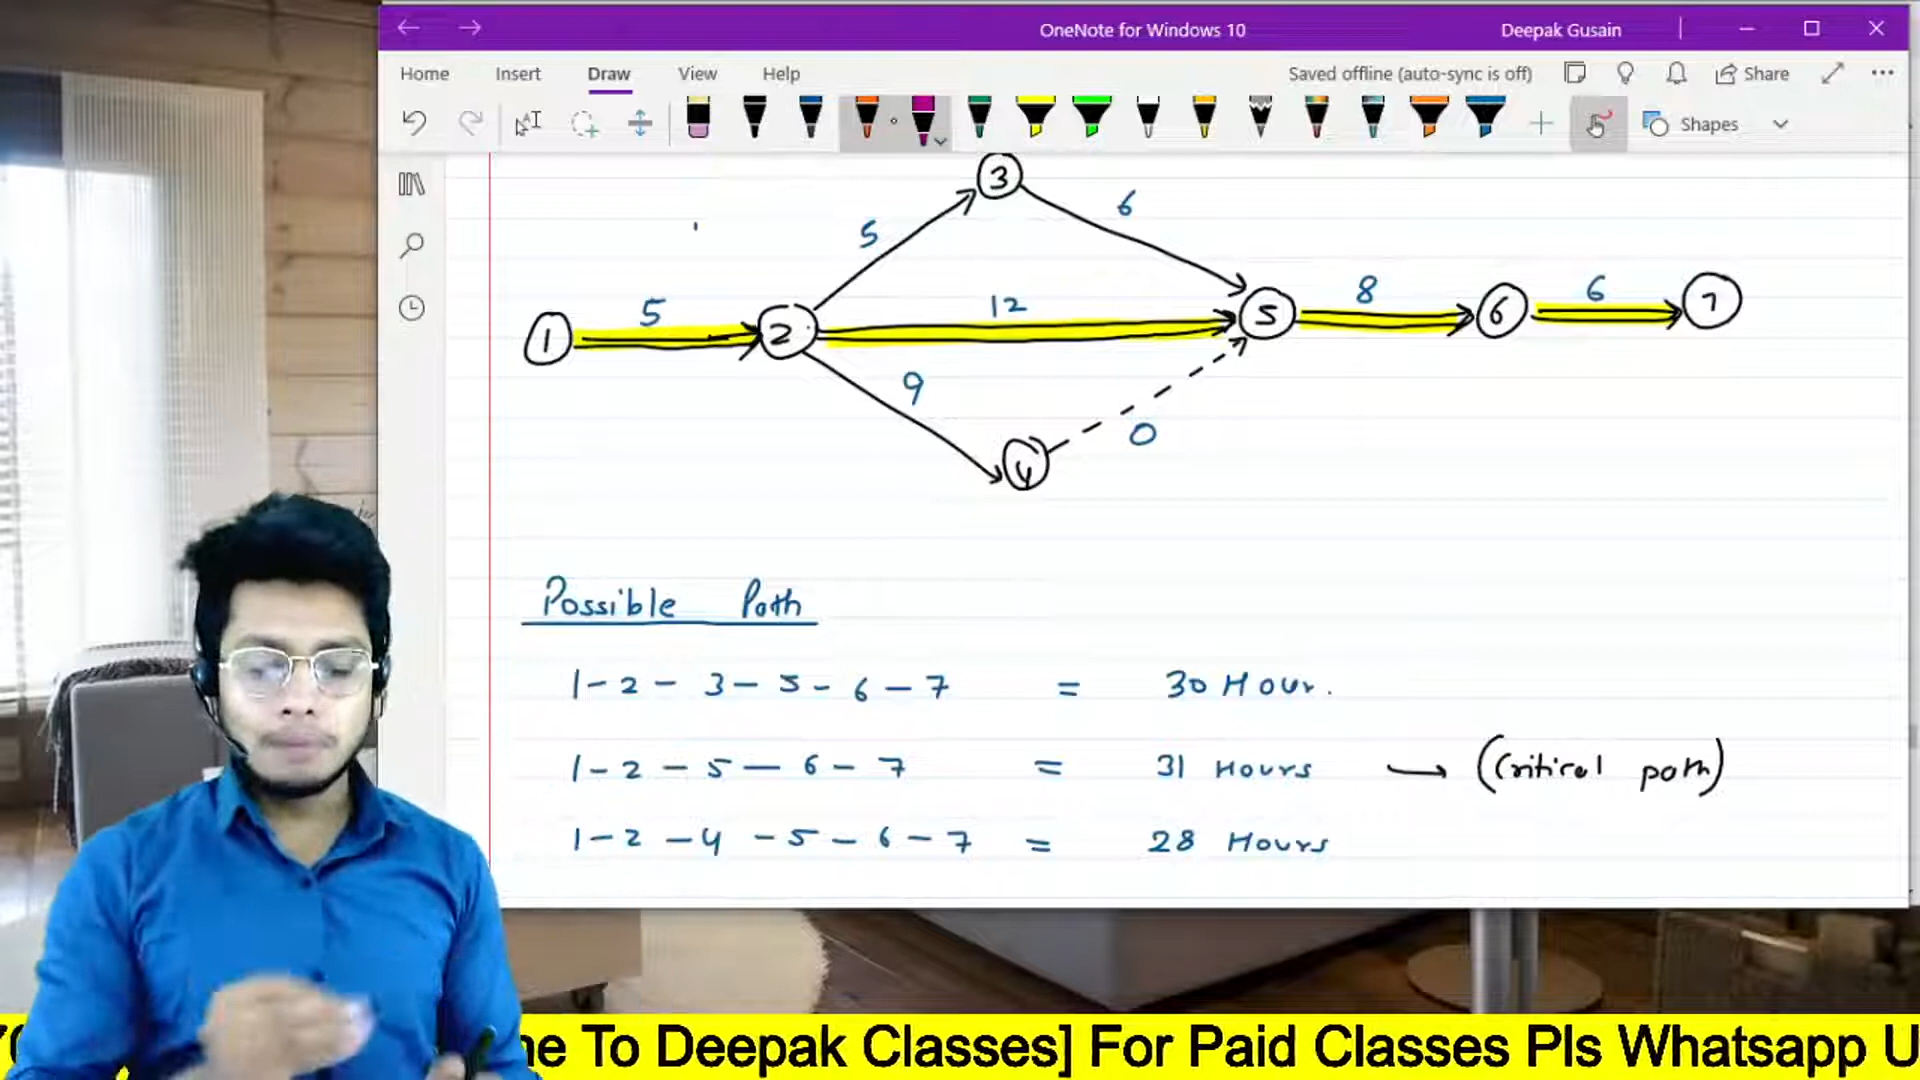 OneNote for Windows 10
Deepak Gusain
Home Insert Draw View Help
Saved offline (auto-sync is off)
Share
Shapes
3
5
6
1
5
2
12
5
8
6
6
7
9
4
0
Possible Path
1-2-3-5-6-7 = 30 Hour.
1-2-5-6-7 = 31 Hours → (Critical path)
1-2-4-5-6-7 = 28 Hours
ne To Deepak Classes] For Paid Classes Pls Whatsapp U